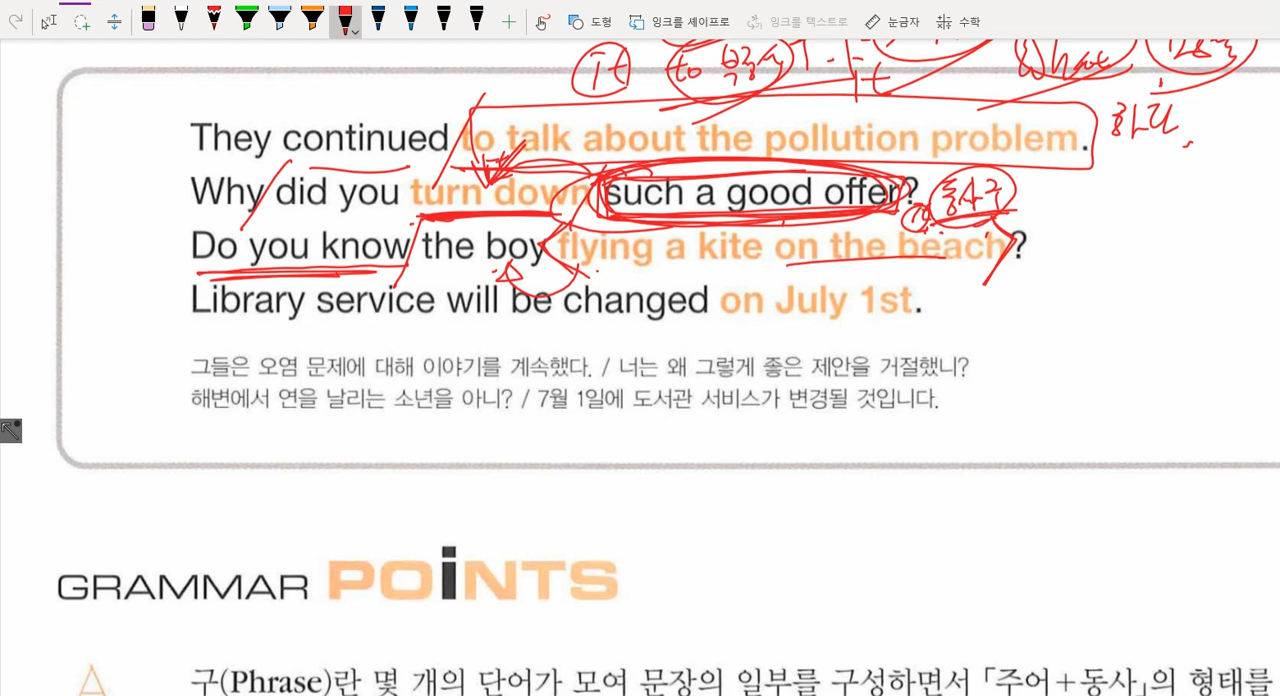 도형 잉크를 셰이프로 잉크를 텍스트로 눈금자 수학
it to 부정사 it What
하다.
They continued to talk about the pollution problem.
Why did you turn down such a good offer?
동사구
Do you know the boy flying a kite on the beach?
Library service will be changed on July 1st.
그들은 오염 문제에 대해 이야기를 계속했다. / 너는 왜 그렇게 좋은 제안을 거절했니?
해변에서 연을 날리는 소년을 아니? / 7월 1일에 도서관 서비스가 변경될 것입니다.
GRAMMAR POiNTS
A 구(Phrase)란 몇 개의 단어가 모여 문장의 일부를 구성하면서 「주어+동사」의 형태를